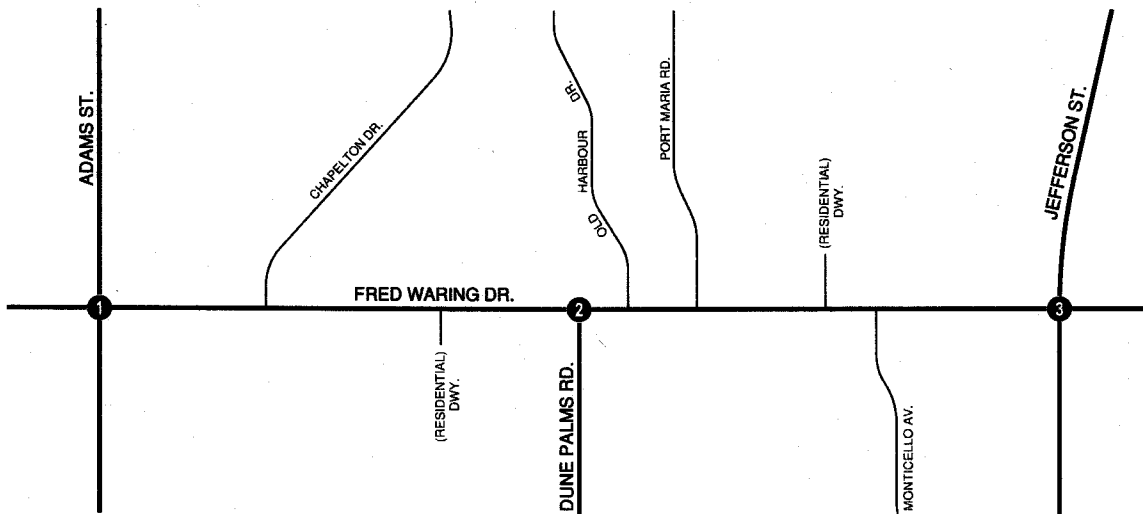 ADAMS ST.
CHAPELTON DR.
OLD HARBOUR DR.
PORT MARIA RD.
(RESIDENTIAL)
DWY.
JEFFERSON ST.
1
FRED WARING DR.
2
3
(RESIDENTIAL)
DWY.
DUNE PALMS RD.
MONTICELLO AV.